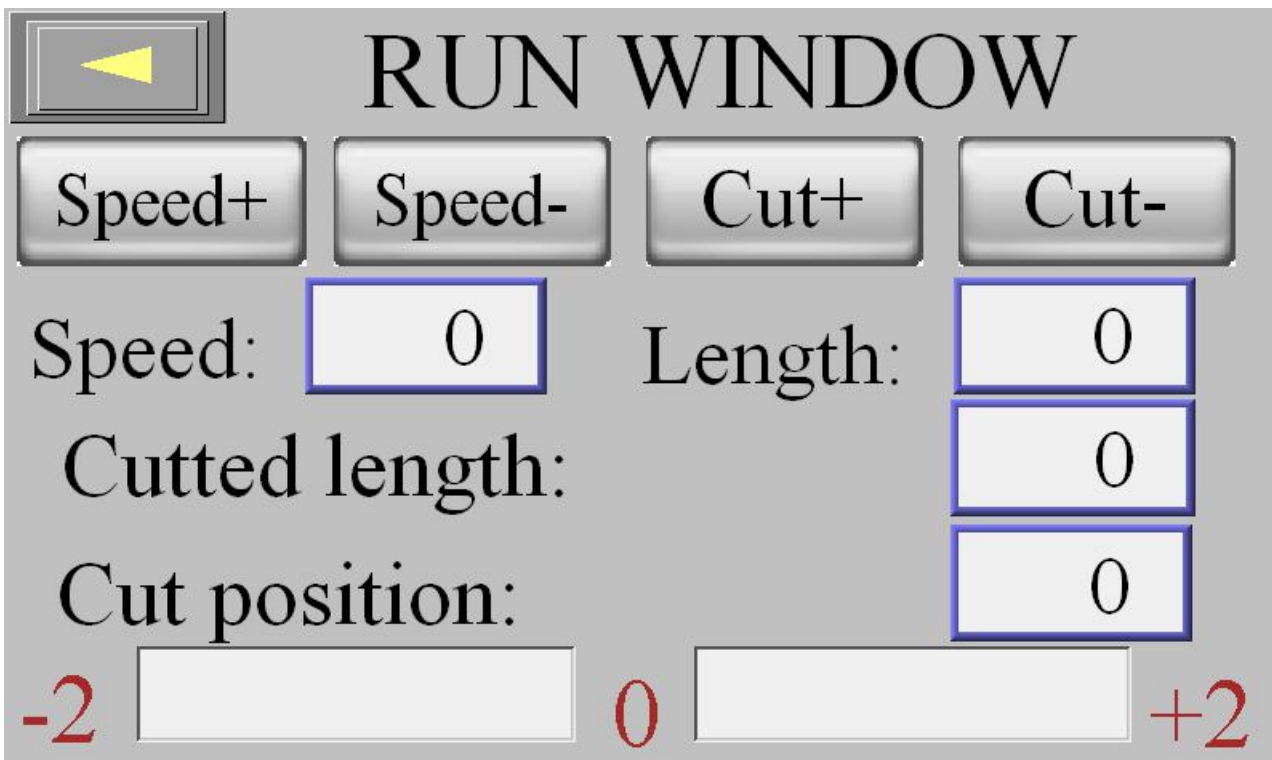 RUN WINDOW
Speed+ Speed- Cut+ Cut-
Speed: 0 Length: 0
Cutted length: 0
Cut position: 0
-2 0 +2